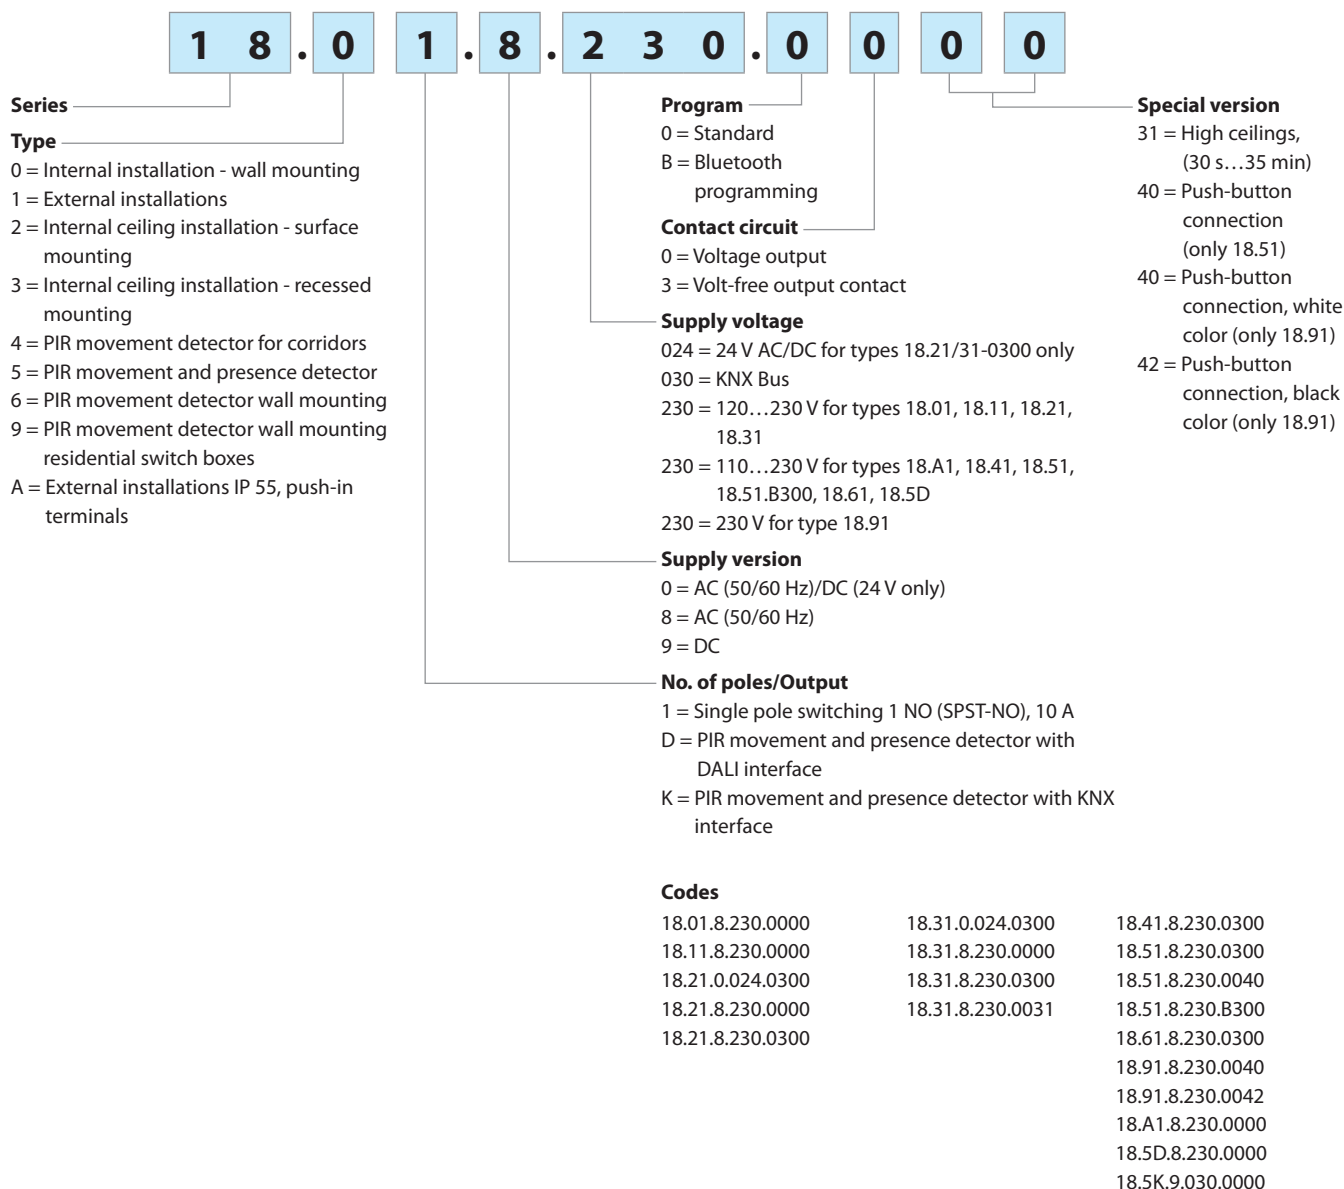 1 8 . 0 1 . 8 . 2 3 0 . 0 0 0 0
Series
Type
0 = Internal installation - wall mounting
1 = External installations
2 = Internal ceiling installation - surface
mounting
3 = Internal ceiling installation - recessed
mounting
4 = PIR movement detector for corridors
5 = PIR movement and presence detector
6 = PIR movement detector wall mounting
9 = PIR movement detector wall mounting
residential switch boxes
A = External installations IP 55, push-in
terminals
Program
0 = Standard
B = Bluetooth
programming
Contact circuit
0 = Voltage output
3 = Volt-free output contact
Supply voltage
024 = 24 V AC/DC for types 18.21/31-0300 only
030 = KNX Bus
230 = 120…230 V for types 18.01, 18.11, 18.21,
18.31
230 = 110…230 V for types 18.A1, 18.41, 18.51,
18.51.B300, 18.61, 18.5D
230 = 230 V for type 18.91
Supply version
0 = AC (50/60 Hz)/DC (24 V only)
8 = AC (50/60 Hz)
9 = DC
No. of poles/Output
1 = Single pole switching 1 NO (SPST-NO), 10 A
D = PIR movement and presence detector with
DALI interface
K = PIR movement and presence detector with KNX
interface
Special version
31 = High ceilings,
(30 s…35 min)
40 = Push-button
connection
(only 18.51)
40 = Push-button
connection, white
color (only 18.91)
42 = Push-button
connection, black
color (only 18.91)
Codes
18.01.8.230.0000
18.11.8.230.0000
18.21.0.024.0300
18.21.8.230.0000
18.21.8.230.0300
18.31.0.024.0300
18.31.8.230.0000
18.31.8.230.0300
18.31.8.230.0031
18.41.8.230.0300
18.51.8.230.0300
18.51.8.230.0040
18.51.8.230.B300
18.61.8.230.0300
18.91.8.230.0040
18.91.8.230.0042
18.A1.8.230.0000
18.5D.8.230.0000
18.5K.9.030.0000